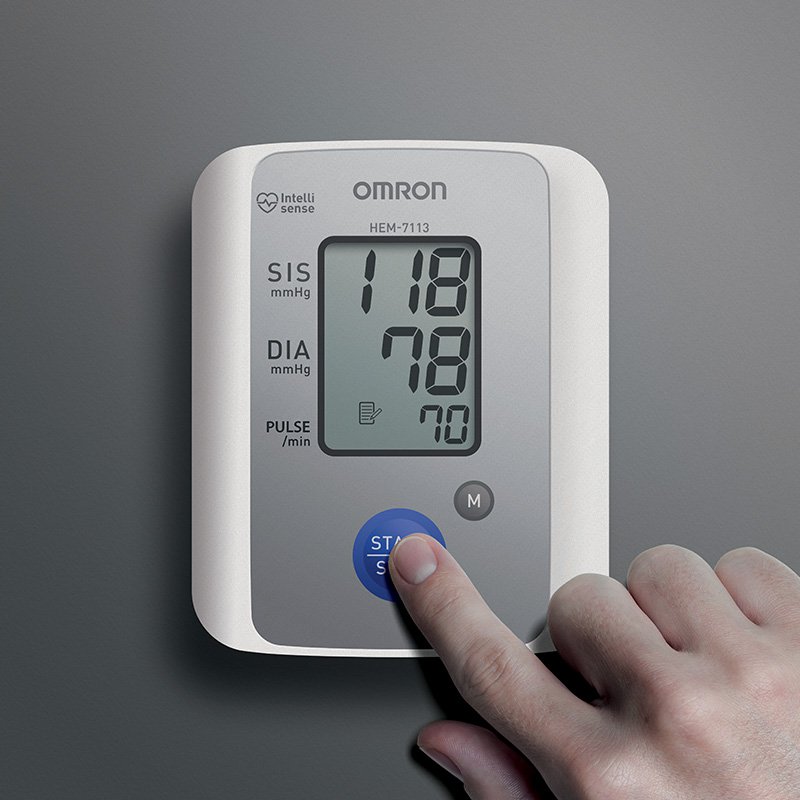 Intelli
sense
OMRON
HEM-7113
SIS
mmHg
118
DIA
mmHg
78
PULSE
/min
70
M